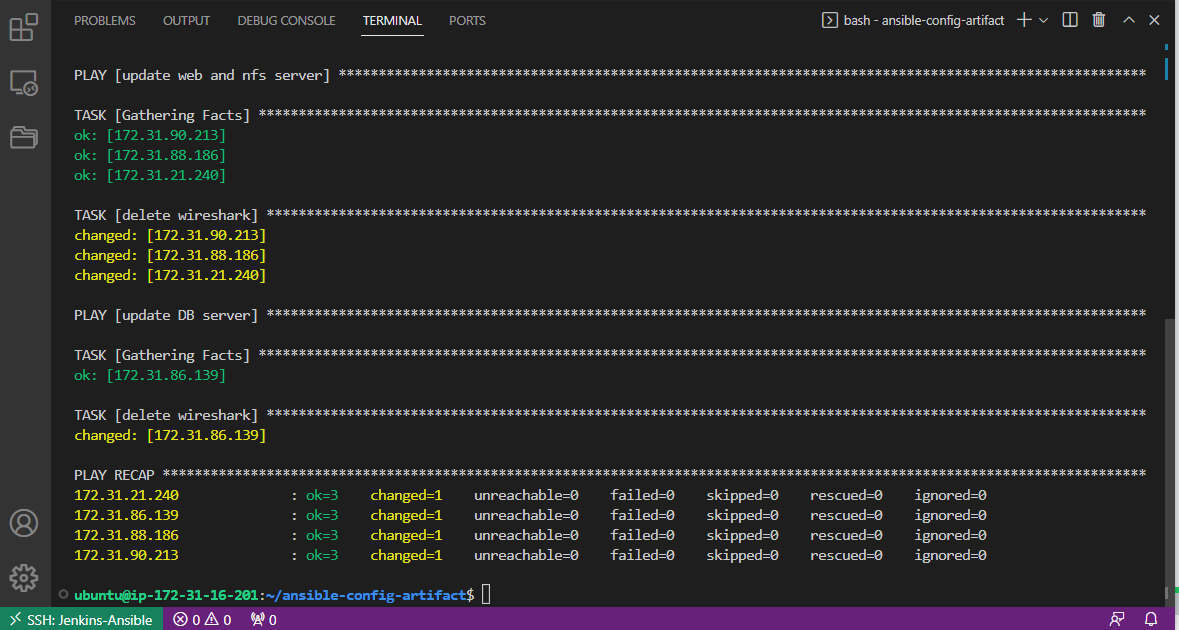 PROBLEMS OUTPUT DEBUG CONSOLE TERMINAL PORTS bash - ansible-config-artifact
PLAY [update web and nfs server] *****************************************************************************************************
TASK [Gathering Facts] ***************************************************************************************************************
ok: [172.31.90.213]
ok: [172.31.88.186]
ok: [172.31.21.240]
TASK [delete wireshark] **************************************************************************************************************
changed: [172.31.90.213]
changed: [172.31.88.186]
changed: [172.31.21.240]
PLAY [update DB server] **************************************************************************************************************
TASK [Gathering Facts] ***************************************************************************************************************
ok: [172.31.86.139]
TASK [delete wireshark] **************************************************************************************************************
changed: [172.31.86.139]
PLAY RECAP ***************************************************************************************************************************
172.31.21.240 : ok=3 changed=1 unreachable=0 failed=0 skipped=0 rescued=0 ignored=0
172.31.86.139 : ok=3 changed=1 unreachable=0 failed=0 skipped=0 rescued=0 ignored=0
172.31.88.186 : ok=3 changed=1 unreachable=0 failed=0 skipped=0 rescued=0 ignored=0
172.31.90.213 : ok=3 changed=1 unreachable=0 failed=0 skipped=0 rescued=0 ignored=0
ubuntu@ip-172-31-16-201:~/ansible-config-artifact$
SSH: Jenkins-Ansible 0 0 0